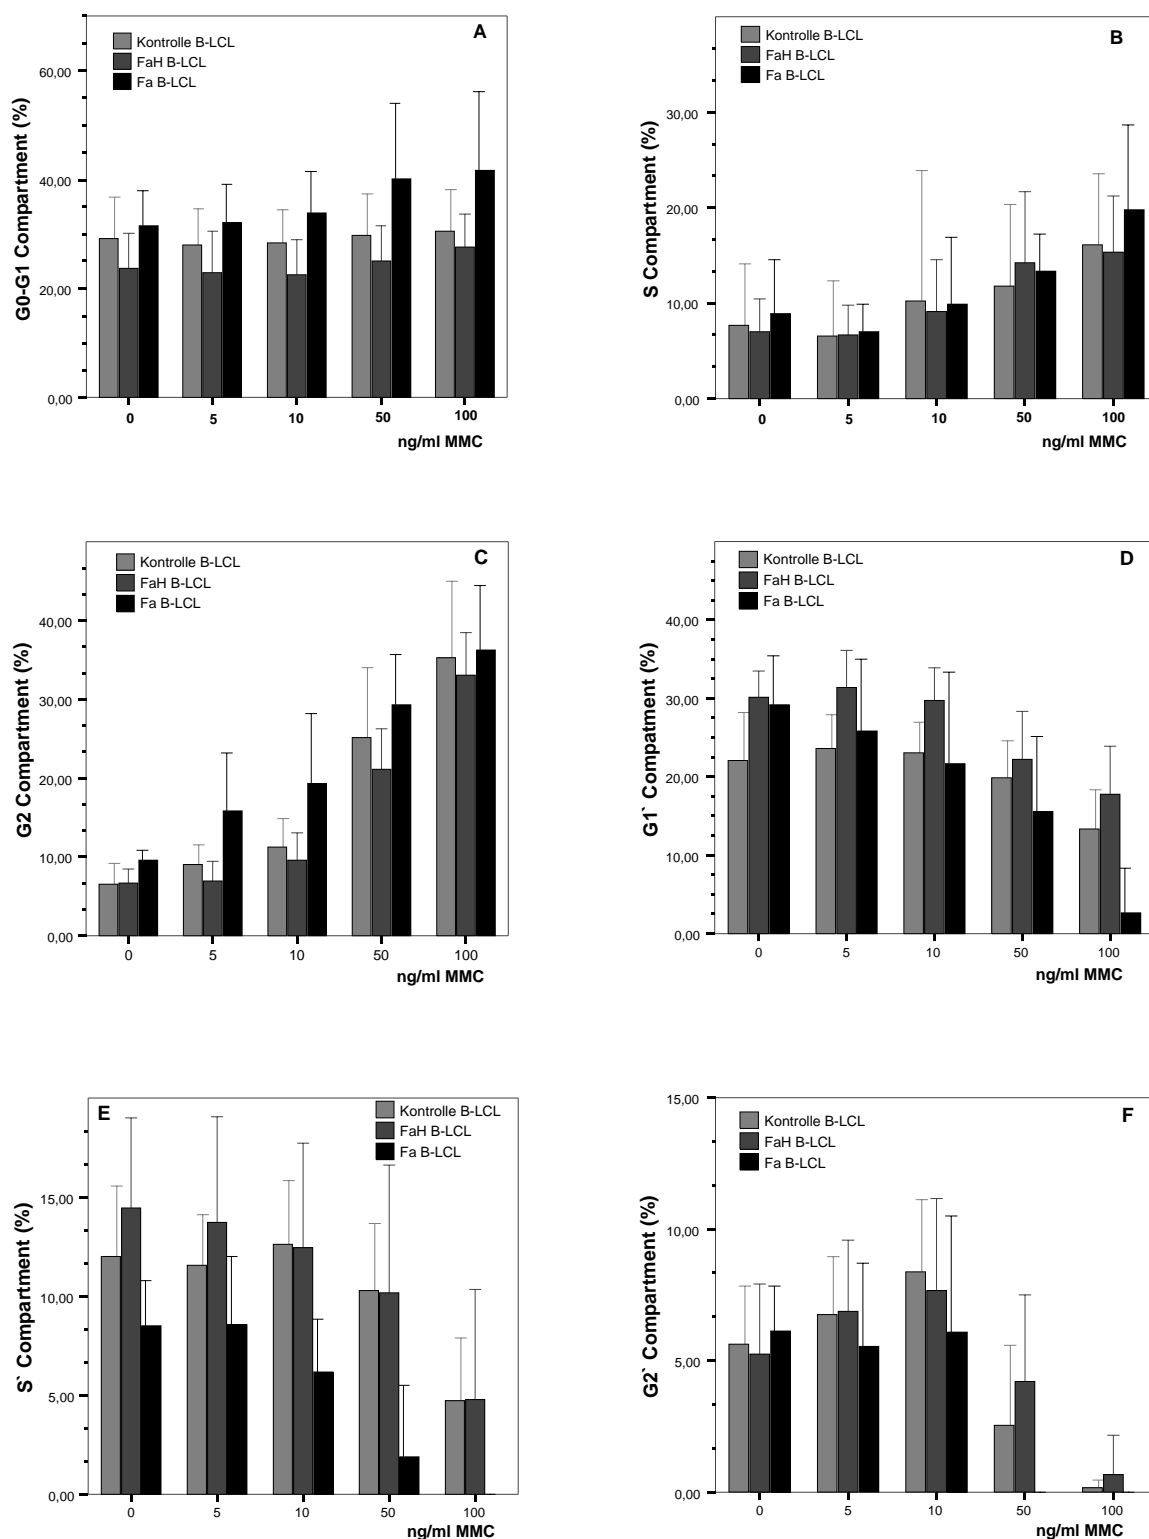 A
Kontrolle B-LCL
FaH B-LCL
Fa B-LCL
G0-G1 Compartment (%)
60,00
40,00
20,00
0,00
0 5 10 50 100
ng/ml MMC
B
Kontrolle B-LCL
FaH B-LCL
Fa B-LCL
S Compartment (%)
30,00
20,00
10,00
0,00
0 5 10 50 100
ng/ml MMC
C
Kontrolle B-LCL
FaH B-LCL
Fa B-LCL
G2 Compartment (%)
40,00
30,00
20,00
10,00
0,00
0 5 10 50 100
ng/ml MMC
D
Kontrolle B-LCL
FaH B-LCL
Fa B-LCL
G1` Compatment (%)
40,00
30,00
20,00
10,00
0,00
0 5 10 50 100
ng/ml MMC
E
Kontrolle B-LCL
FaH B-LCL
Fa B-LCL
S` Compartment (%)
15,00
10,00
5,00
0,00
0 5 10 50 100
ng/ml MMC
F
Kontrolle B-LCL
FaH B-LCL
Fa B-LCL
G2` Compartment (%)
15,00
10,00
5,00
0,00
0 5 10 50 100
ng/ml MMC